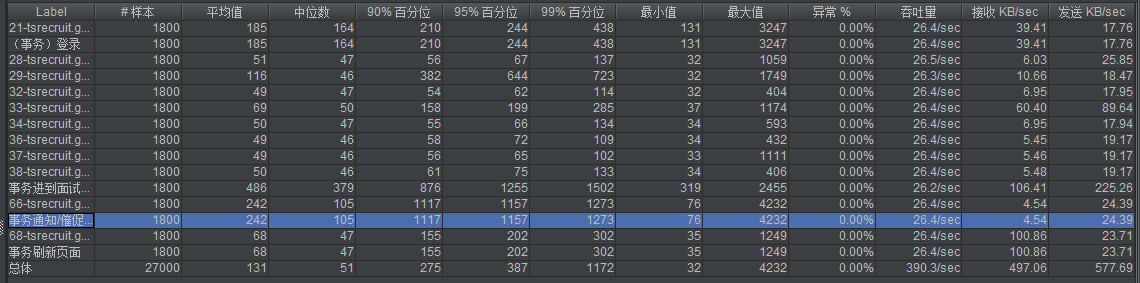 Label # 样本 平均值 中位数 90% 百分位 95% 百分位 99% 百分位 最小值 最大值 异常 % 吞吐量 接收 KB/sec 发送 KB/sec
21-tsrecruit.g... 1800 185 164 210 244 438 131 3247 0.00% 26.4/sec 39.41 17.76
（事务）登录 1800 185 164 210 244 438 131 3247 0.00% 26.4/sec 39.41 17.76
28-tsrecruit.g... 1800 51 47 56 67 137 32 1059 0.00% 26.5/sec 6.03 25.85
29-tsrecruit.g... 1800 116 46 382 644 723 32 1749 0.00% 26.3/sec 10.66 18.47
32-tsrecruit.g... 1800 49 47 54 62 114 32 404 0.00% 26.4/sec 6.95 17.95
33-tsrecruit.g... 1800 69 50 158 199 285 37 1174 0.00% 26.4/sec 60.40 89.64
34-tsrecruit.g... 1800 50 47 55 66 134 34 593 0.00% 26.4/sec 6.95 17.94
36-tsrecruit.g... 1800 49 46 58 72 109 34 432 0.00% 26.4/sec 5.45 19.17
37-tsrecruit.g... 1800 49 46 56 65 102 33 1111 0.00% 26.4/sec 5.46 19.17
38-tsrecruit.g... 1800 50 46 61 75 133 34 406 0.00% 26.4/sec 5.48 19.17
事务进到面试... 1800 486 379 876 1255 1502 319 2455 0.00% 26.2/sec 106.41 225.26
66-tsrecruit.g... 1800 242 105 1117 1157 1273 76 4232 0.00% 26.4/sec 4.54 24.39
事务通知/催促... 1800 242 105 1117 1157 1273 76 4232 0.00% 26.4/sec 4.54 24.39
68-tsrecruit.g... 1800 68 47 155 202 302 35 1249 0.00% 26.4/sec 100.86 23.71
事务刷新页面 1800 68 47 155 202 302 35 1249 0.00% 26.4/sec 100.86 23.71
总体 27000 131 51 275 387 1172 32 4232 0.00% 390.3/sec 497.06 577.69